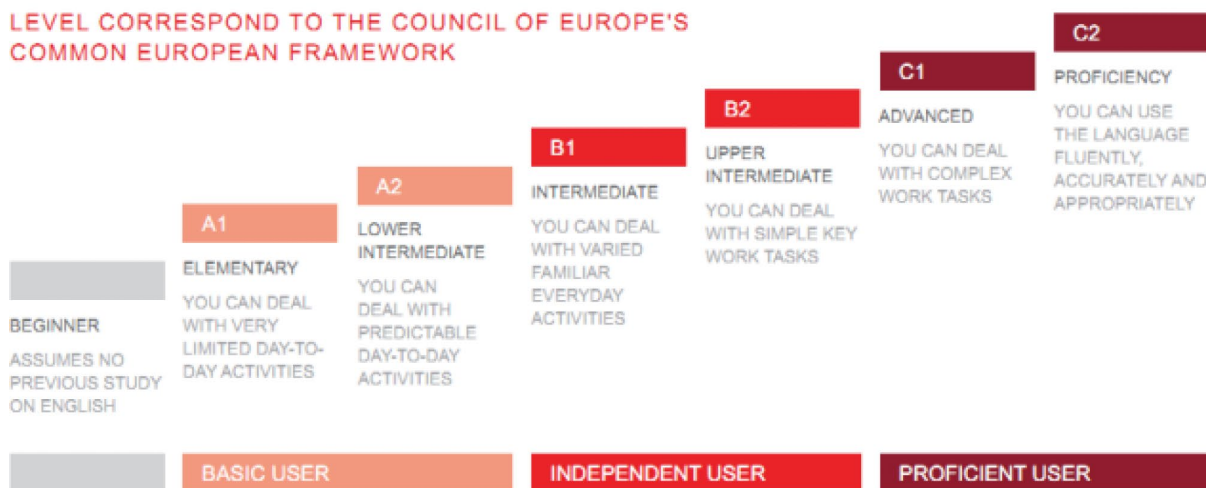 LEVEL CORRESPOND TO THE COUNCIL OF EUROPE'S
COMMON EUROPEAN FRAMEWORK
BEGINNER
ASSUMES NO
PREVIOUS STUDY
ON ENGLISH
A1
ELEMENTARY
YOU CAN DEAL
WITH VERY
LIMITED DAY-TO-
DAY ACTIVITIES
A2
LOWER
INTERMEDIATE
YOU CAN
DEAL WITH
PREDICTABLE
DAY-TO-DAY
ACTIVITIES
B1
INTERMEDIATE
YOU CAN DEAL
WITH VARIED
FAMILIAR
EVERYDAY
ACTIVITIES
B2
UPPER
INTERMEDIATE
YOU CAN DEAL
WITH SIMPLE KEY
WORK TASKS
C1
ADVANCED
YOU CAN DEAL
WITH COMPLEX
WORK TASKS
C2
PROFICIENCY
YOU CAN USE
THE LANGUAGE
FLUENTLY,
ACCURATELY AND
APPROPRIATELY
BASIC USER
INDEPENDENT USER
PROFICIENT USER